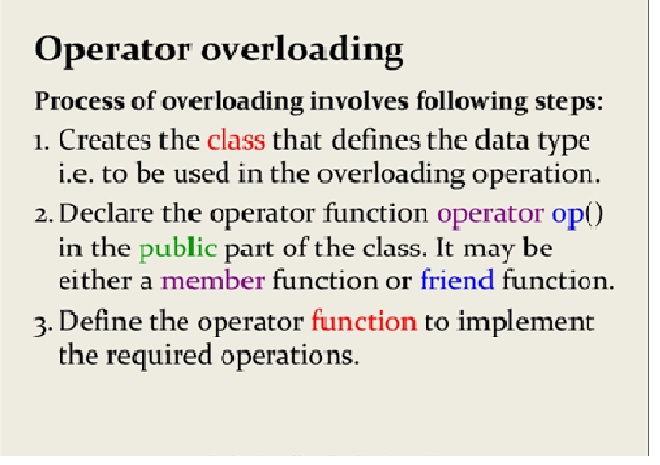 Operator overloading
Process of overloading involves following steps:
1. Creates the class that defines the data type
i.e. to be used in the overloading operation.
2. Declare the operator function operator op()
in the public part of the class. It may be
either a member function or friend function.
3. Define the operator function to implement
the required operations.